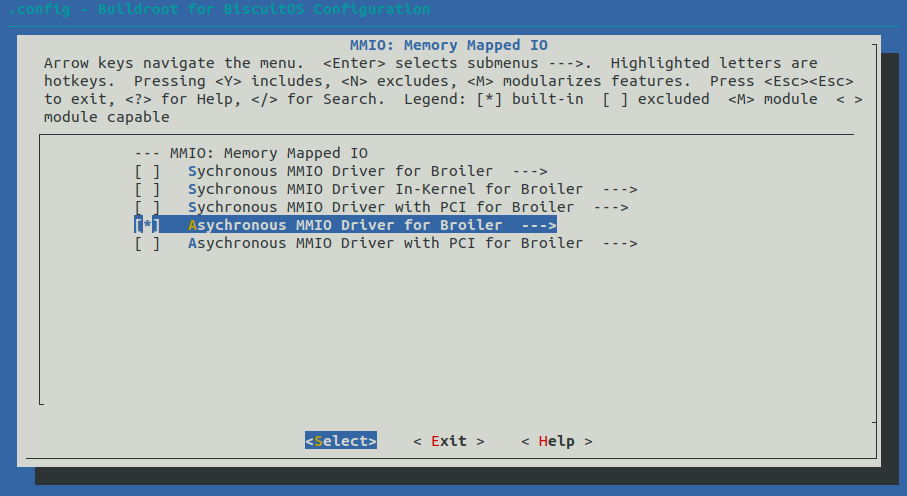 .config - Buildroot for BiscuitOS Configuration
MMIO: Memory Mapped IO
Arrow keys navigate the menu.  <Enter> selects submenus --->.  Highlighted letters are
hotkeys.  Pressing <Y> includes, <N> excludes, <M> modularizes features.  Press <Esc><Esc>
to exit, <?> for Help, </> for Search.  Legend: [*] built-in  [ ] excluded  <M> module  < >
module capable
--- MMIO: Memory Mapped IO
[ ]   Sychronous MMIO Driver for Broiler  --->
[ ]   Sychronous MMIO Driver In-Kernel for Broiler  --->
[ ]   Sychronous MMIO Driver with PCI for Broiler  --->
[*]   Asychronous MMIO Driver for Broiler  --->
[ ]   Asychronous MMIO Driver with PCI for Broiler  --->
<Select>    < Exit >    < Help >